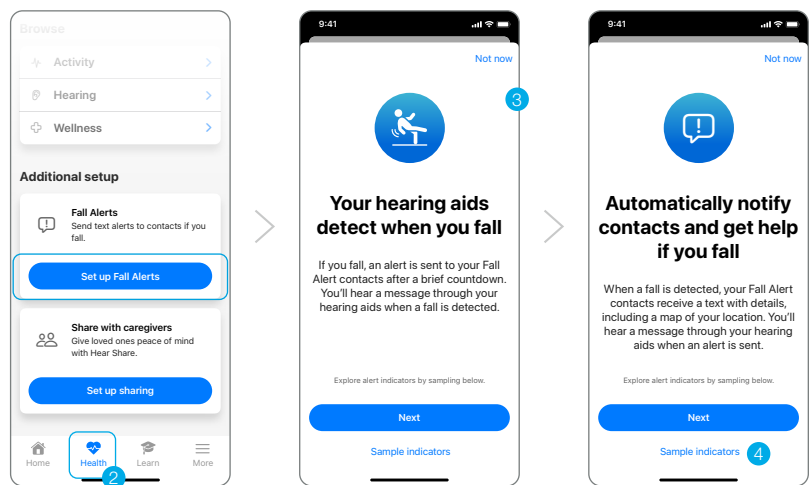 Browse
Activity
Hearing
Wellness
Additional setup
Fall Alerts
Send text alerts to contacts if you
fall.
Set up Fall Alerts
Share with caregivers
Give loved ones peace of mind
with Hear Share.
Set up sharing
Home
Health
Learn
More
2
9:41
Not now
3
Your hearing aids
detect when you fall
If you fall, an alert is sent to your Fall
Alert contacts after a brief countdown.
You'll hear a message through your
hearing aids when a fall is detected.
Explore alert indicators by sampling below.
Next
Sample indicators
9:41
Not now
Automatically notify
contacts and get help
if you fall
When a fall is detected, your Fall Alert
contacts receive a text with details,
including a map of your location. You'll
hear a message through your hearing
aids when an alert is sent.
Explore alert indicators by sampling below.
Next
Sample indicators
4